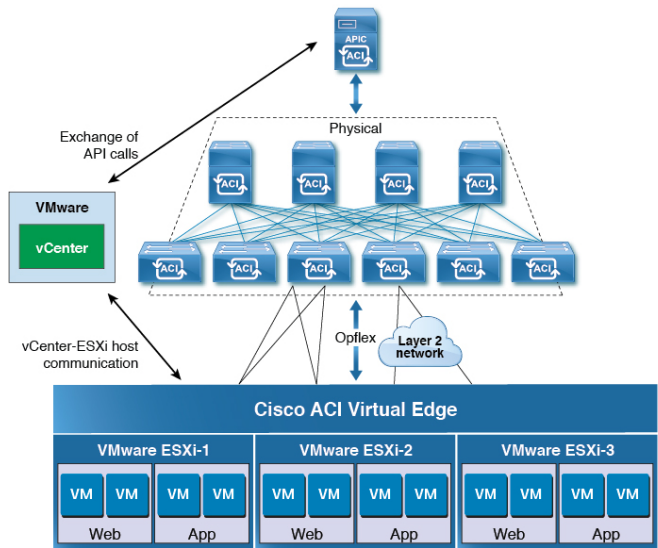 APIC
ACI
Physical
Exchange of
API calls
ACI
ACI
ACI
ACI
VMware
vCenter
ACI
ACI
ACI
ACI
ACI
ACI
vCenter-ESXi host
communication
Opflex
Layer 2
network
Cisco ACI Virtual Edge
VMware ESXi-1
VMware ESXi-2
VMware ESXi-3
VM VM VM VM VM VM VM VM VM VM VM VM
Web App Web App Web App